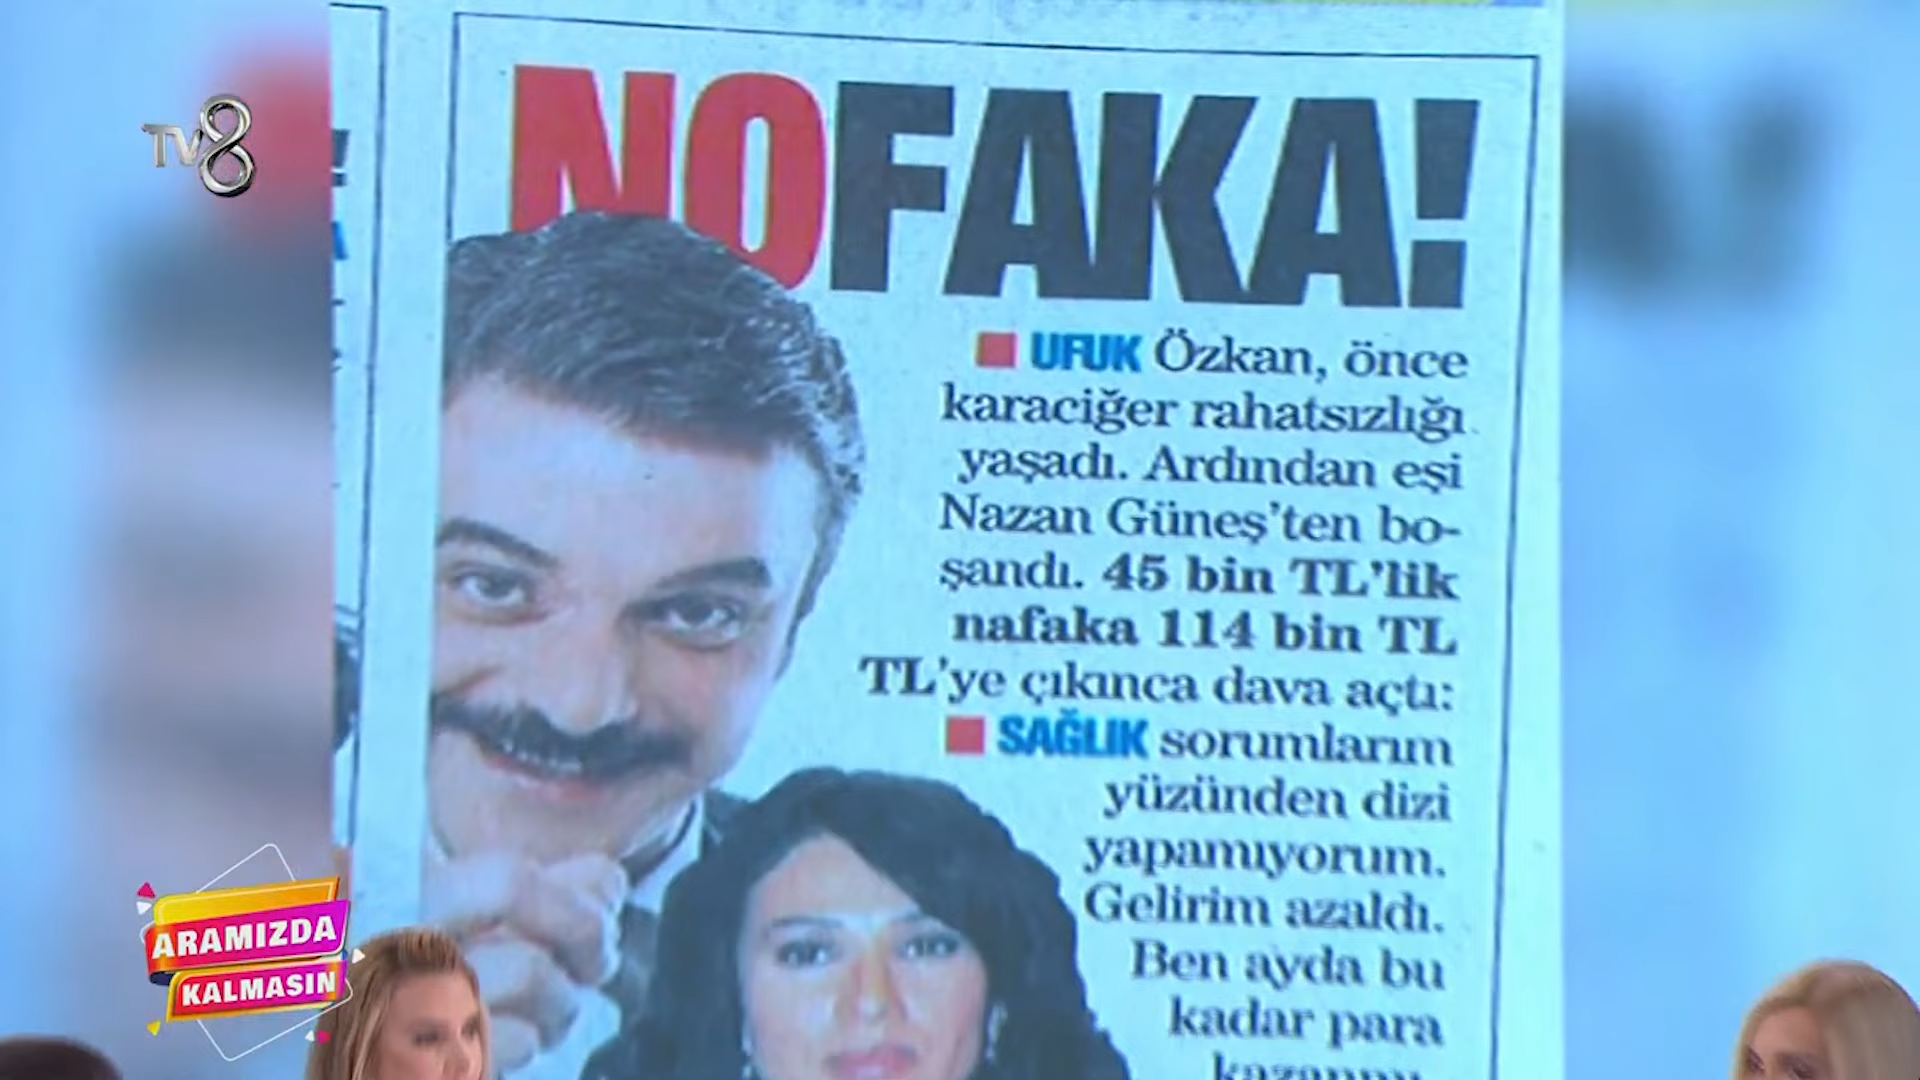 TV8
NOFAKA!
UFUK Özkan, önce
karaciğer rahatsızlığı
yaşadı. Ardından eşi
Nazan Güneş'ten bo-
şandı. 45 bin TL'lik
nafaka 114 bin TL
TL'ye çıkınca dava açtı:
SAĞLIK sorumlarım
yüzünden dizi
yapamıyorum.
Gelirim azaldı.
Ben ayda bu
kadar para
ARAMIZDA
KALMASIN